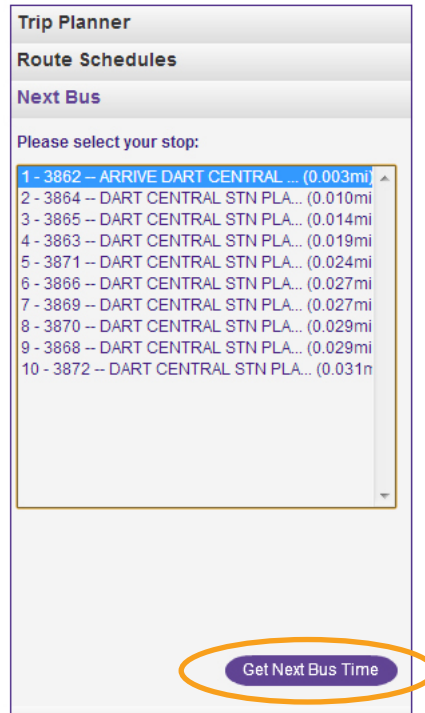 Trip Planner
Route Schedules
Next Bus
Please select your stop:
1 - 3862 -- ARRIVE DART CENTRAL ... (0.003mi)
2 - 3864 -- DART CENTRAL STN PLA... (0.010mi
3 - 3865 -- DART CENTRAL STN PLA... (0.014mi
4 - 3863 -- DART CENTRAL STN PLA... (0.019mi
5 - 3871 -- DART CENTRAL STN PLA... (0.024mi
6 - 3866 -- DART CENTRAL STN PLA... (0.027mi
7 - 3869 -- DART CENTRAL STN PLA... (0.027mi
8 - 3870 -- DART CENTRAL STN PLA... (0.029mi
9 - 3868 -- DART CENTRAL STN PLA... (0.029mi
10 - 3872 -- DART CENTRAL STN PLA... (0.031m
Get Next Bus Time